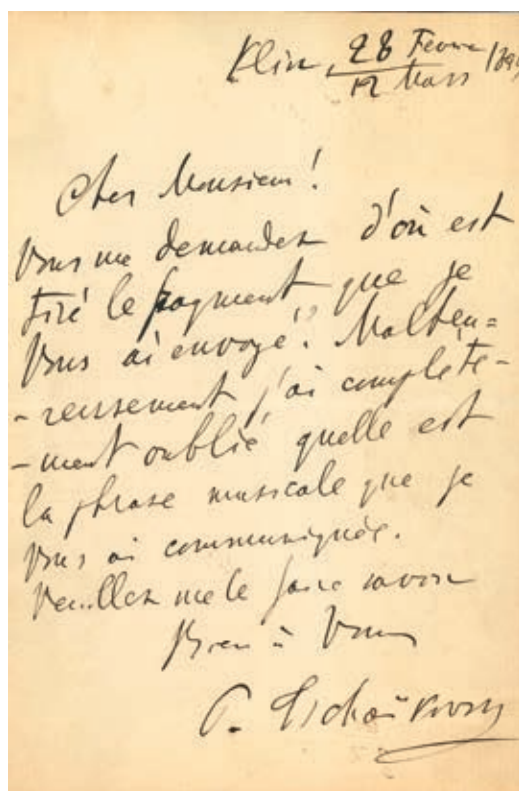 Klin, 28 Fevrier / 12 Mars 189
Cher Monsieur!
Vous me demandez d'où est
tiré le fragment que je
Vous ai envoyé? Malheu=
-reusement j'ai complète-
-ment oublié quelle est
la phrase musicale que je
Vous ai communiquée.
Veuillez me le faire savoir
Bien à Vous
P. Tschaïkovsky